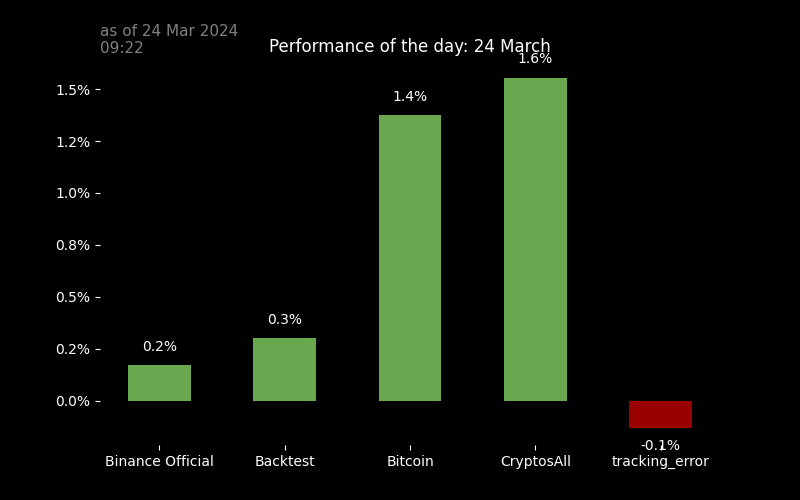 as of 24 Mar 2024
09:22
Performance of the day: 24 March
1.6%
1.5%
1.4%
1.2%
1.0%
0.8%
0.5%
0.3%
0.2%
0.2%
0.0%
-0.1%
Binance Official
Backtest
Bitcoin
CryptosAll
tracking_error